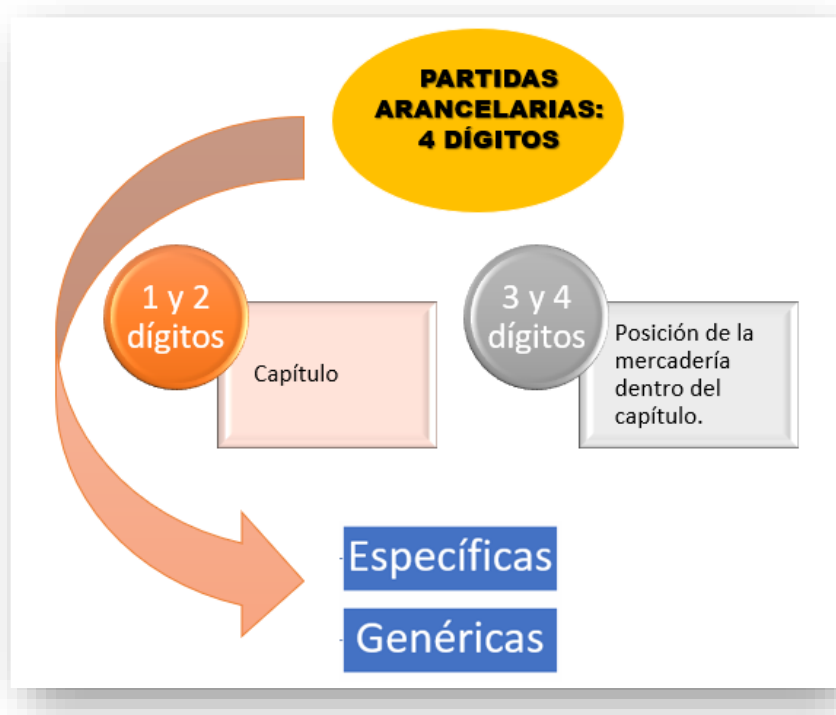 PARTIDAS
ARANCELARIAS:
4 DÍGITOS
1 y 2
dígitos
Capítulo
3 y 4
dígitos
Posición de la
mercadería
dentro del
capítulo.
Específicas
Genéricas